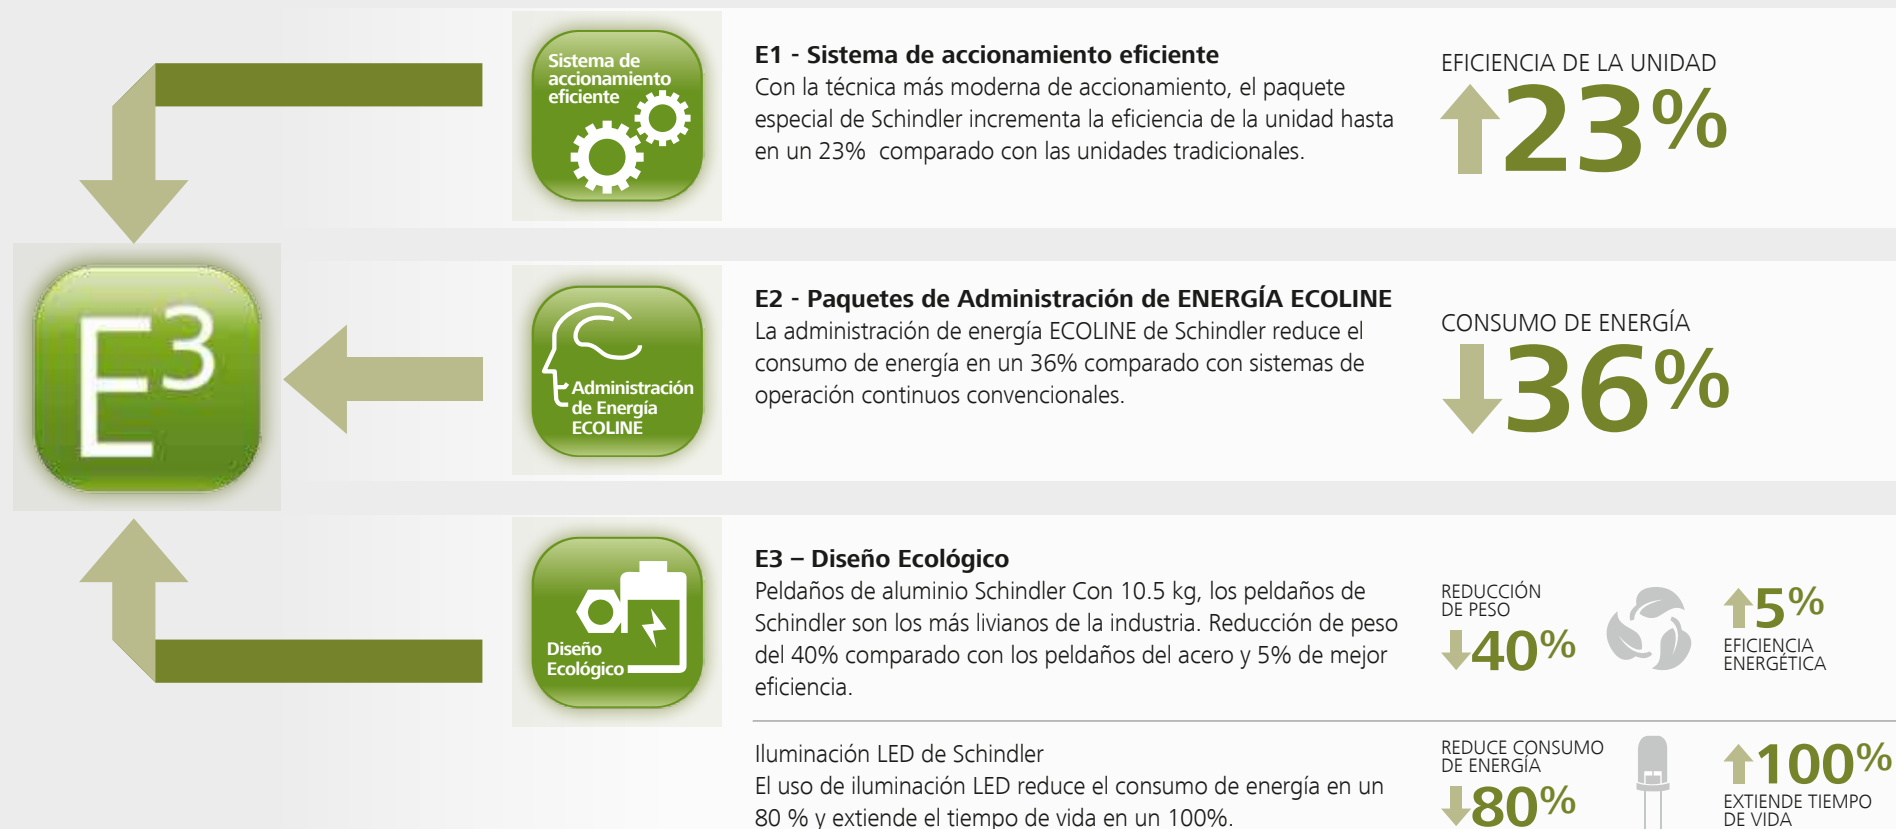 Sistema de
accionamiento
eficiente
E1 - Sistema de accionamiento eficiente
Con la técnica más moderna de accionamiento, el paquete
especial de Schindler incrementa la eficiencia de la unidad hasta
en un 23% comparado con las unidades tradicionales.
EFICIENCIA DE LA UNIDAD
23%
E³
Administración
de Energía
ECOLINE
E2 - Paquetes de Administración de ENERGÍA ECOLINE
La administración de energía ECOLINE de Schindler reduce el
consumo de energía en un 36% comparado con sistemas de
operación continuos convencionales.
CONSUMO DE ENERGÍA
36%
Diseño
Ecológico
E3 – Diseño Ecológico
Peldaños de aluminio Schindler Con 10.5 kg, los peldaños de
Schindler son los más livianos de la industria. Reducción de peso
del 40% comparado con los peldaños del acero y 5% de mejor
eficiencia.
REDUCCIÓN
DE PESO
40%
5%
EFICIENCIA
ENERGÉTICA
Iluminación LED de Schindler
El uso de iluminación LED reduce el consumo de energía en un
80 % y extiende el tiempo de vida en un 100%.
REDUCE CONSUMO
DE ENERGÍA
80%
100%
EXTIENDE TIEMPO
DE VIDA